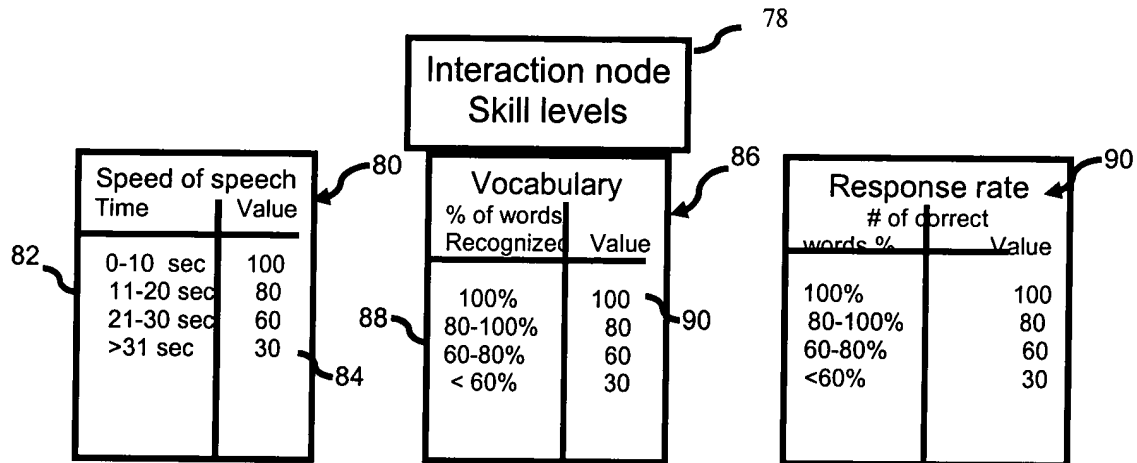 78
Interaction node
Skill levels
80
Speed of speech
Time Value
82
0-10 sec 100
11-20 sec 80
21-30 sec 60
>31 sec 30
84
86
Vocabulary
% of words
Recognized Value
88
100% 100
90
80-100% 80
60-80% 60
< 60% 30
90
Response rate
# of correct
words % Value
100% 100
80-100% 80
60-80% 60
<60% 30